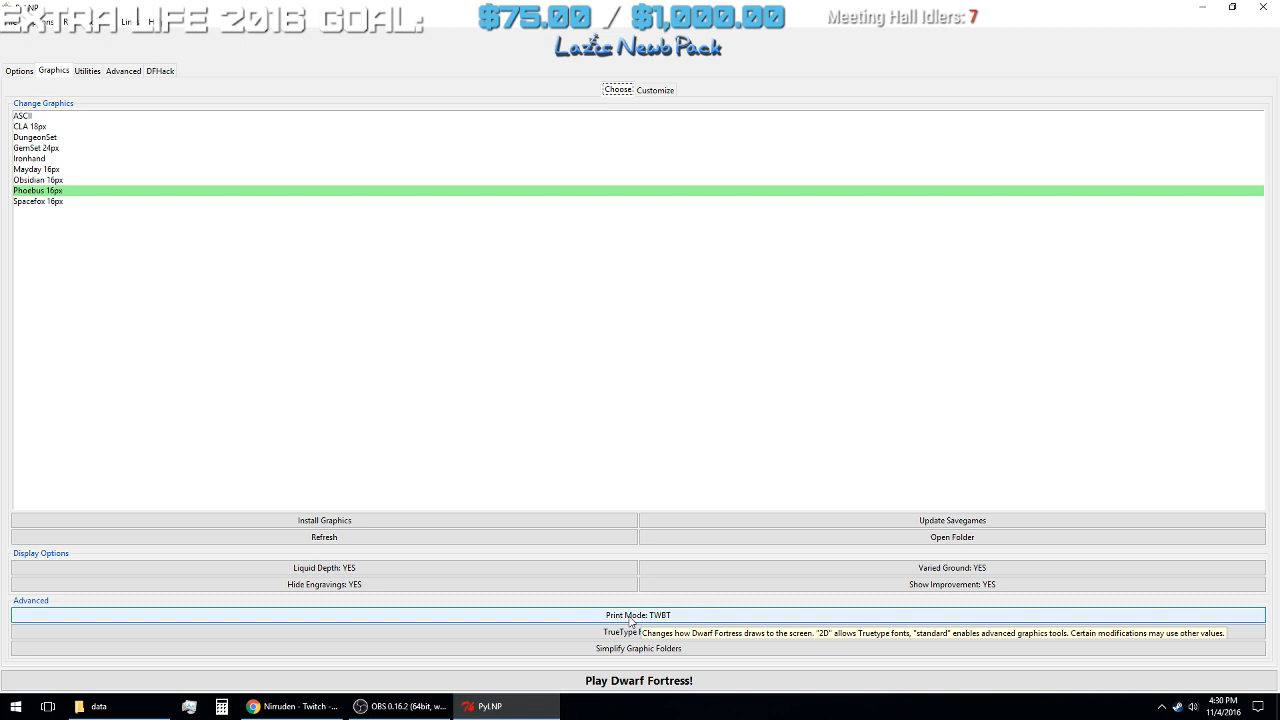 EXTRA LIFE 2016 GOAL: $75.00 / $1,000.00 Meeting Hall Idlers: 7
Lazee Newb Pack
Options Graphics Utilities Advanced DFHack
Choose Customize
Change Graphics
ASCII
CLA 18px
DungeonSet
GemSet 24px
Ironhand
Mayday 16px
Obsidian 16px
Phoebus 16px
Spacefox 16px
Install Graphics Update Savegames
Refresh Open Folder
Display Options
Liquid Depth: YES Varied Ground: YES
Hide Engravings: YES Show Improvement: YES
Advanced
Print Mode: TWBT
TrueType Changes how Dwarf Fortress draws to the screen. "2D" allows Truetype fonts, "standard" enables advanced graphics tools. Certain modifications may use other values.
Simplify Graphic Folders
Play Dwarf Fortress!
data Nirruden - Twitch - ... OBS 0.16.2 (64bit, w... PyLNP 4:30 PM
11/4/2016